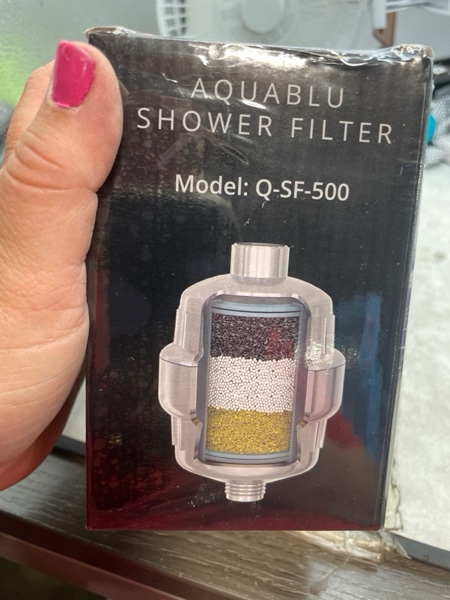 AQUABLU
SHOWER FILTER
Model: Q-SF-500